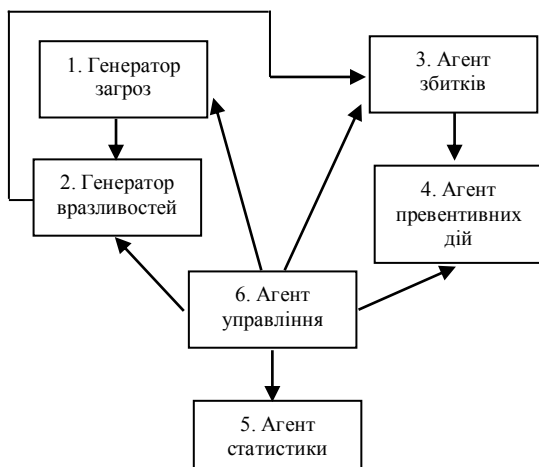 1. Генератор
загроз
2. Генератор
вразливостей
3. Агент
збитків
4. Агент
превентивних
дій
6. Агент
управління
5. Агент
статистики